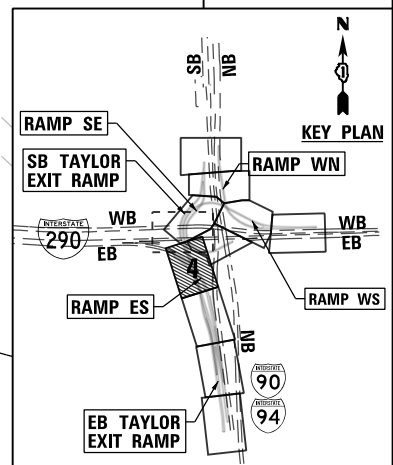 N
SB
NB
KEY PLAN
RAMP SE
SB TAYLOR
EXIT RAMP
RAMP WN
INTERSTATE
290
WB
EB
WB
EB
4
RAMP ES
RAMP WS
NB
INTERSTATE
90
INTERSTATE
94
EB TAYLOR
EXIT RAMP